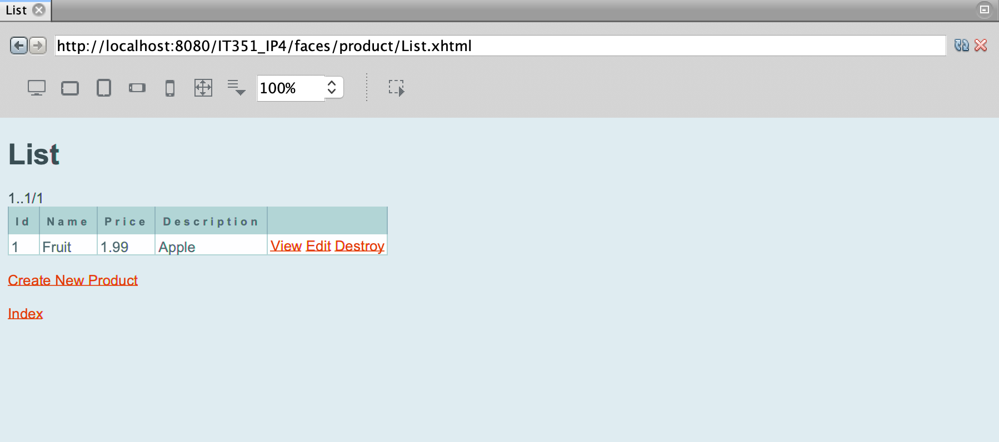 List
http://localhost:8080/IT351_IP4/faces/product/List.xhtml
100%
List
1..1/1
Id Name Price Description
1 Fruit 1.99 Apple View Edit Destroy
Create New Product
Index